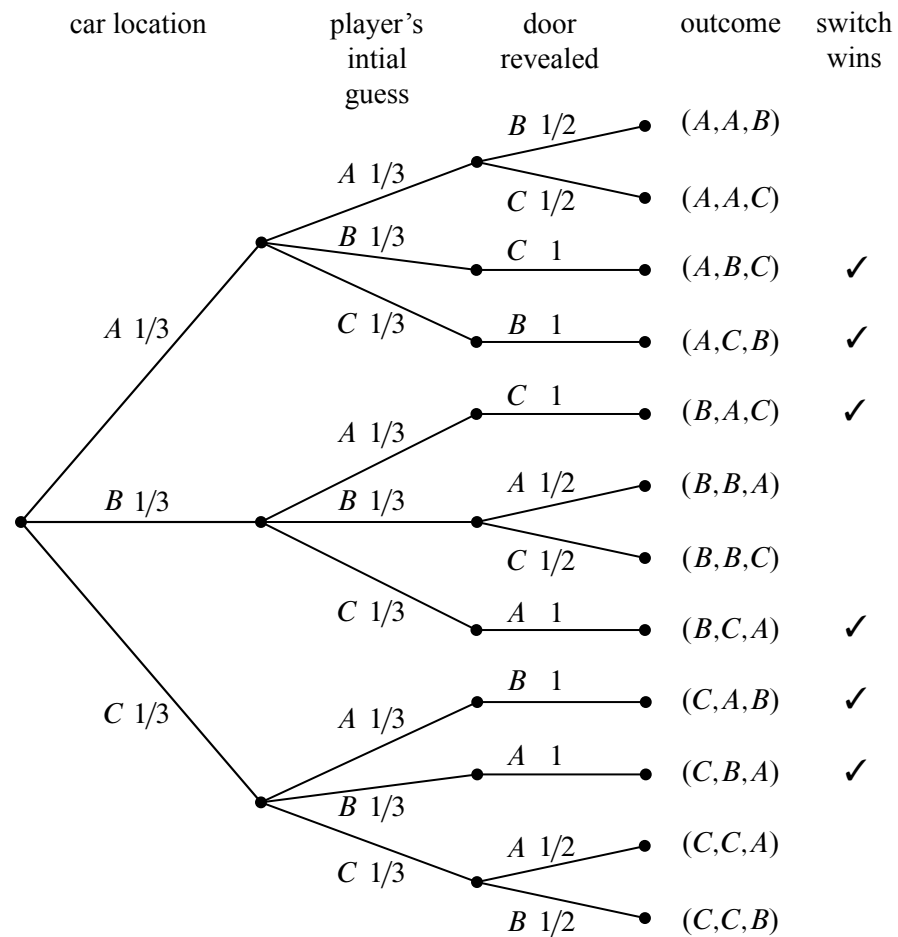 car location player's door outcome switch
intial revealed wins
guess
B 1/2 (A,A,B)
A 1/3
C 1/2 (A,A,C)
B 1/3 C 1 (A,B,C) ✓
A 1/3 C 1/3 B 1 (A,C,B) ✓
C 1 (B,A,C) ✓
A 1/3
B 1/3 B 1/3 A 1/2 (B,B,A)
C 1/2 (B,B,C)
C 1/3 A 1 (B,C,A) ✓
B 1 (C,A,B) ✓
C 1/3 A 1/3
A 1 (C,B,A) ✓
B 1/3
A 1/2 (C,C,A)
C 1/3
B 1/2 (C,C,B)